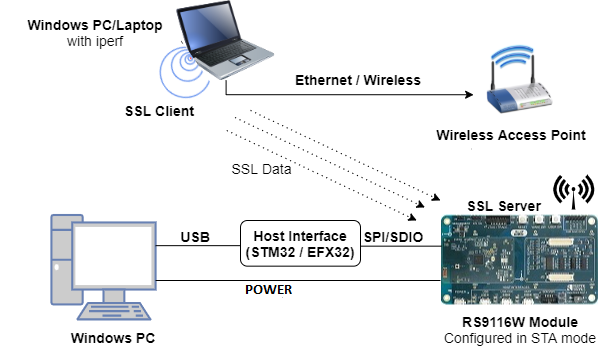 Windows PC/Laptop
with iperf
SSL Client
Ethernet / Wireless
Wireless Access Point
SSL Data
SSL Server
USB
Host Interface
(STM32 / EFX32)
SPI/SDIO
POWER
Windows PC
RS9116W Module
Configured in STA mode